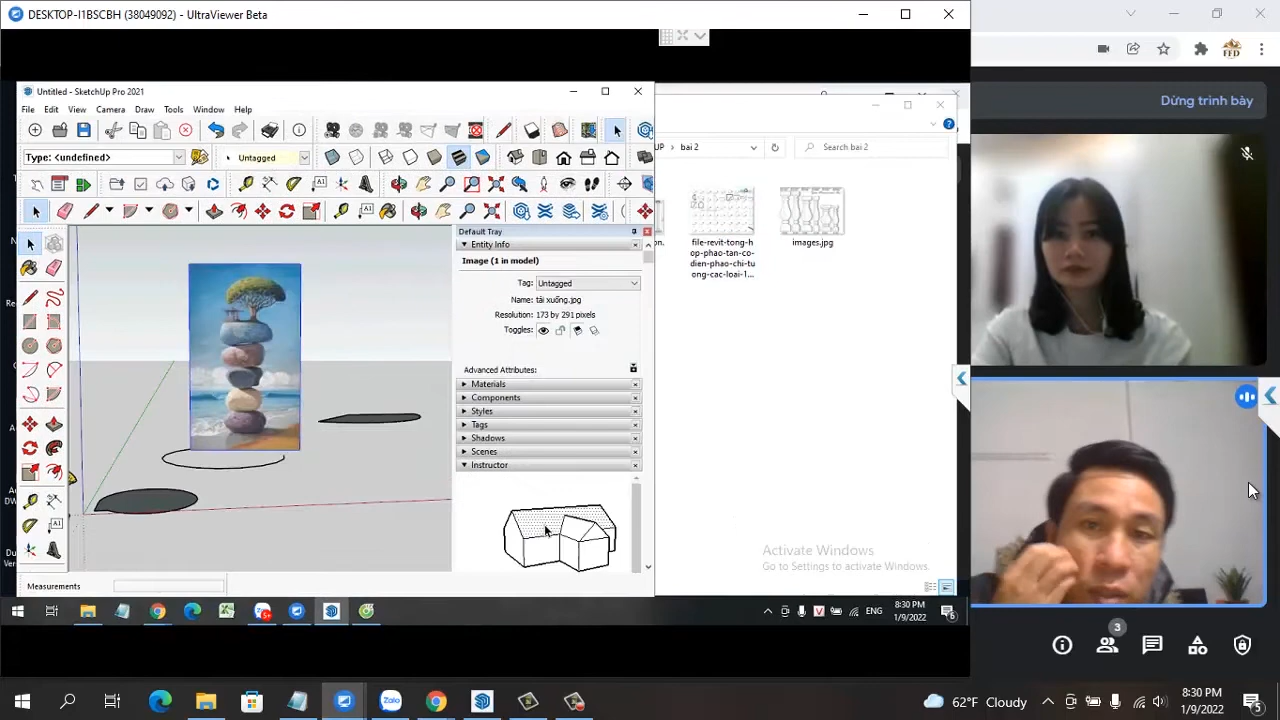 DESKTOP-I1BSCBH (38049092) - UltraViewer Beta
Untitled - SketchUp Pro 2021
File Edit View Camera Draw Tools Window Help
Type: <undefined>
Untagged
Default Tray
Entity Info
Image (1 in model)
Tag: Untagged
Name: tải xuống.jpg
Resolution: 173 by 291 pixels
Toggles:
Advanced Attributes:
Materials
Components
Styles
Tags
Shadows
Scenes
Instructor
Measurements
bai 2
Search bai 2
file-revit-tong-h
op-phao-tan-co-
dien-phao-chi-tu
ong-cac-loai-1...
images.jpg
Activate Windows
Go to Settings to activate Windows.
ENG
8:30 PM
1/9/2022
Dừng trình bày
3
62°F Cloudy
8:30 PM
1/9/2022